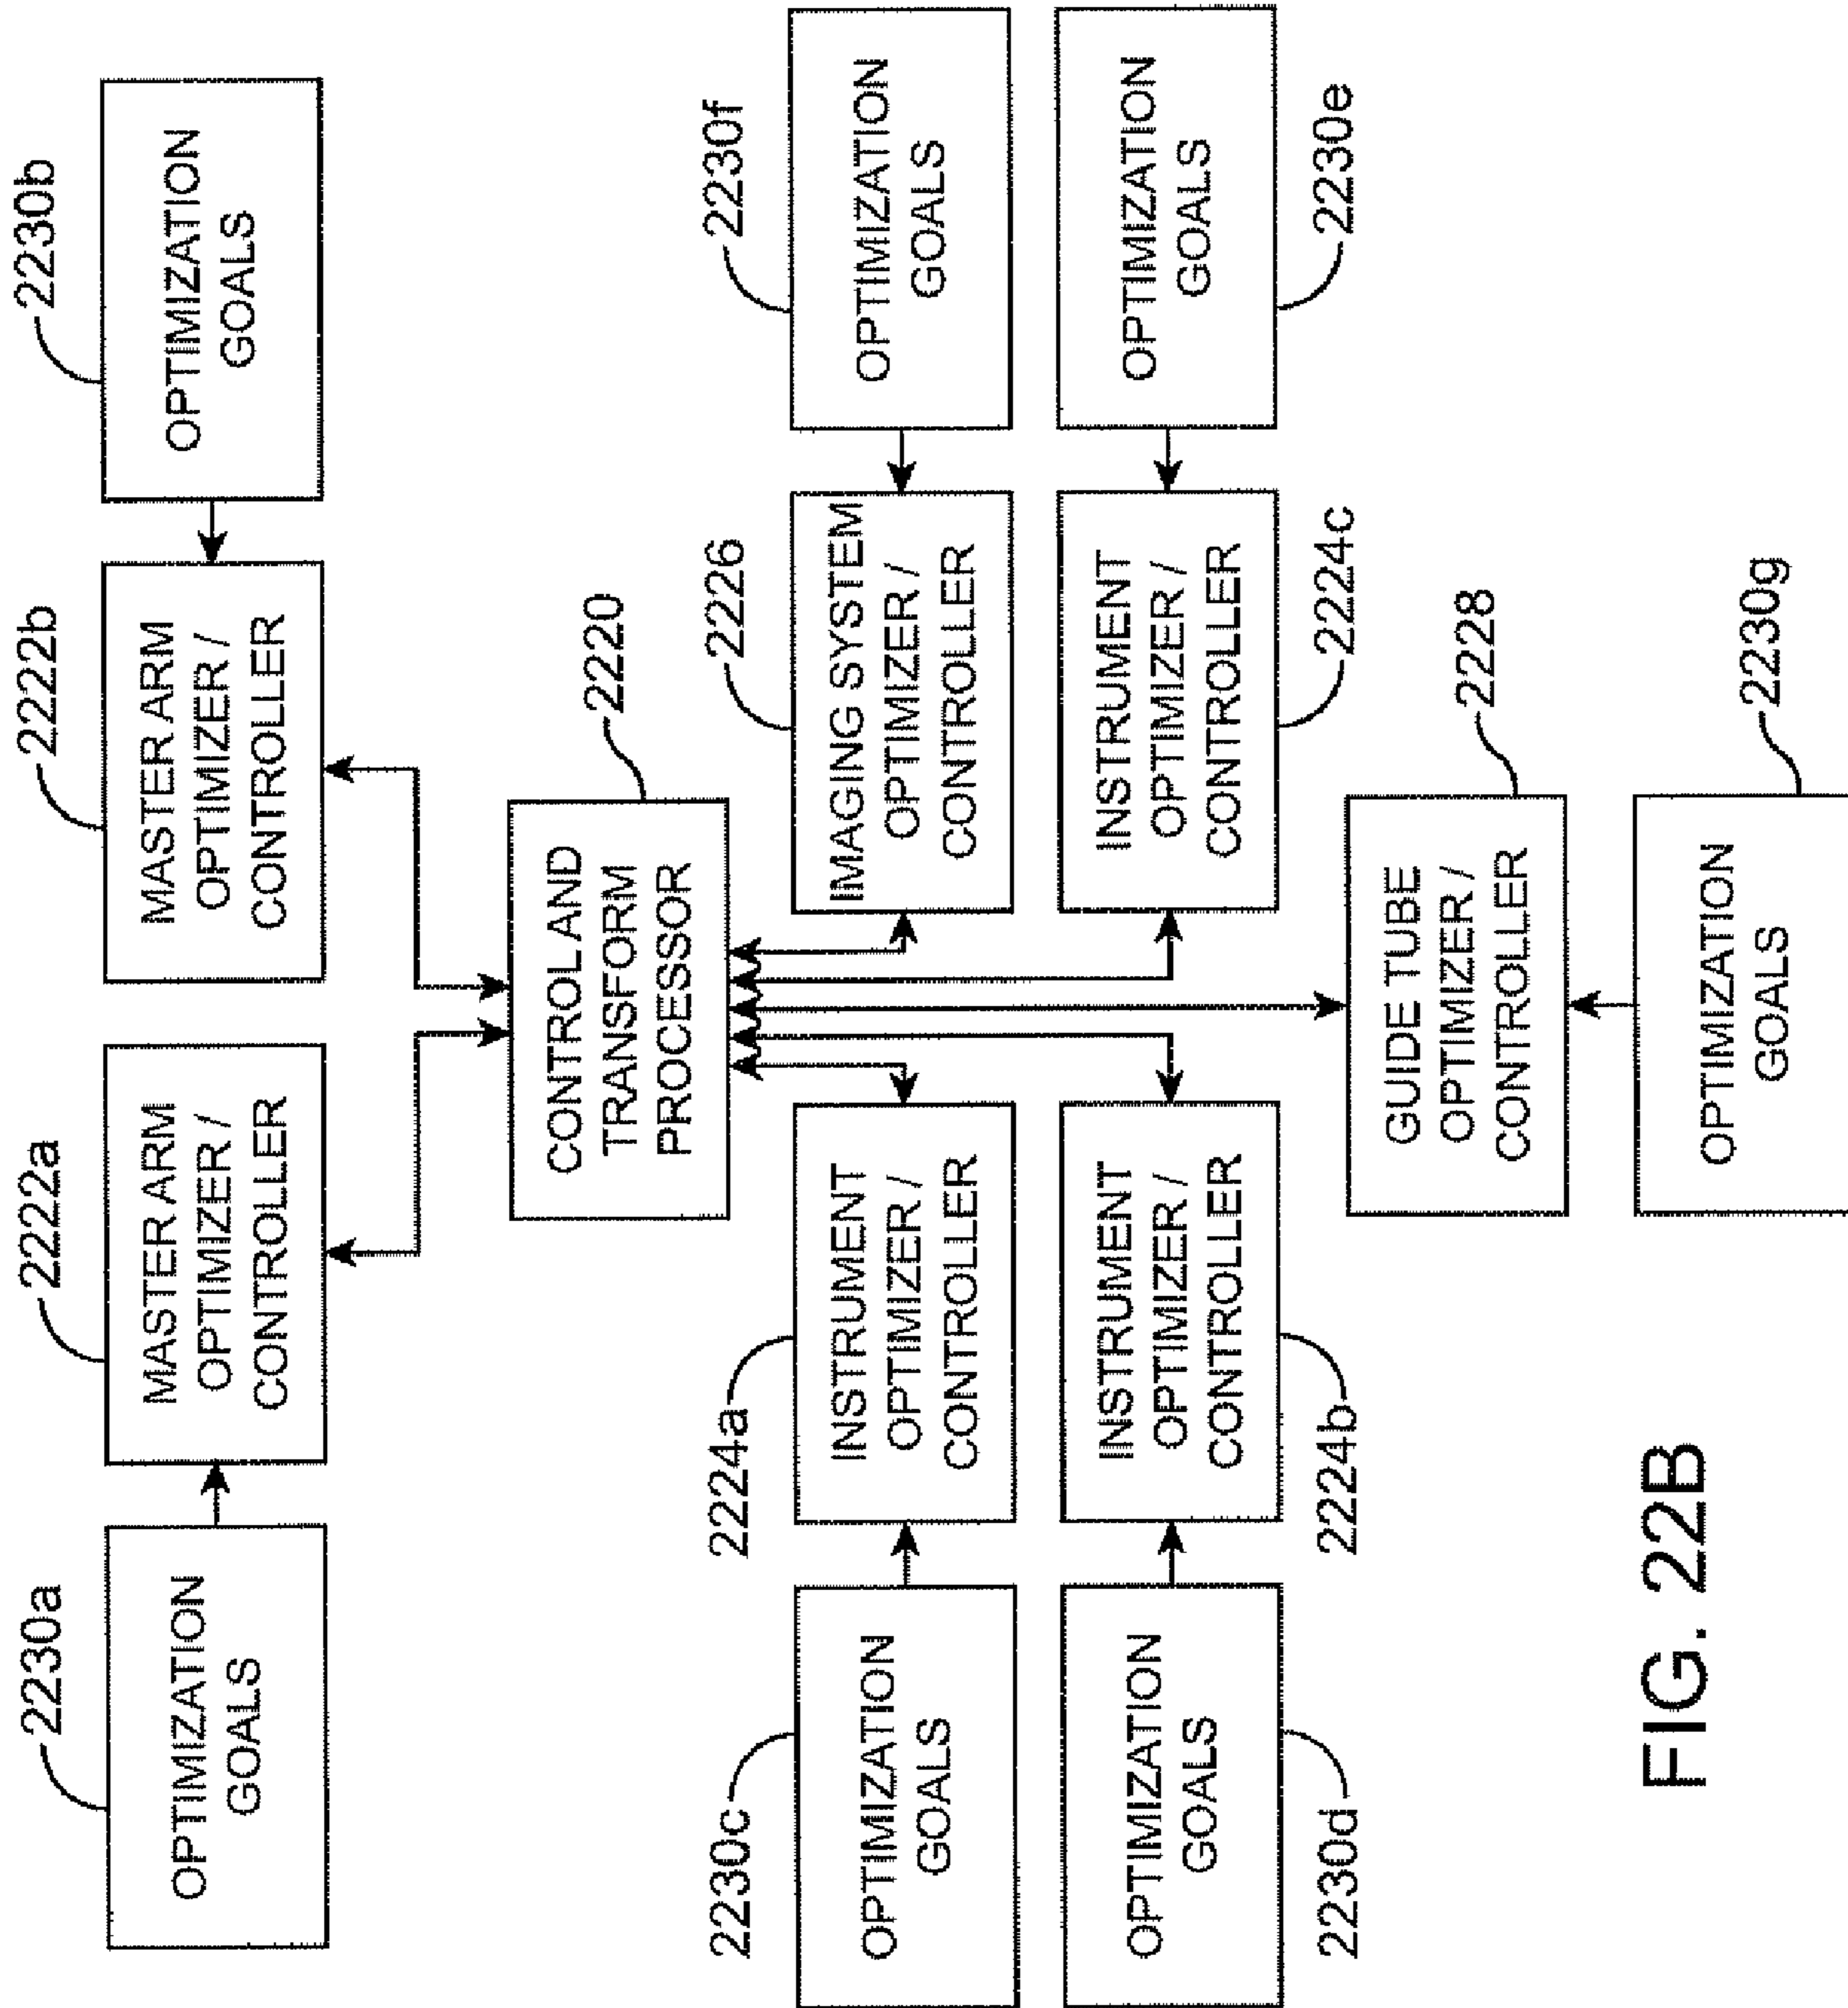 2230a
OPTIMIZATION
GOALS
2222a
MASTER ARM
OPTIMIZER /
CONTROLLER
2222b
MASTER ARM
OPTIMIZER /
CONTROLLER
2230b
OPTIMIZATION
GOALS
CONTROL AND
TRANSFORM
PROCESSOR
2220
2230c
OPTIMIZATION
GOALS
2224a
INSTRUMENT
OPTIMIZER /
CONTROLLER
2226
IMAGING SYSTEM
OPTIMIZER /
CONTROLLER
2230f
OPTIMIZATION
GOALS
OPTIMIZATION
GOALS
2230d
INSTRUMENT
OPTIMIZER /
CONTROLLER
2224b
INSTRUMENT
OPTIMIZER /
CONTROLLER
2224c
OPTIMIZATION
GOALS
2230e
GUIDE TUBE
OPTIMIZER /
CONTROLLER
2228
OPTIMIZATION
GOALS
2230g
FIG. 22B